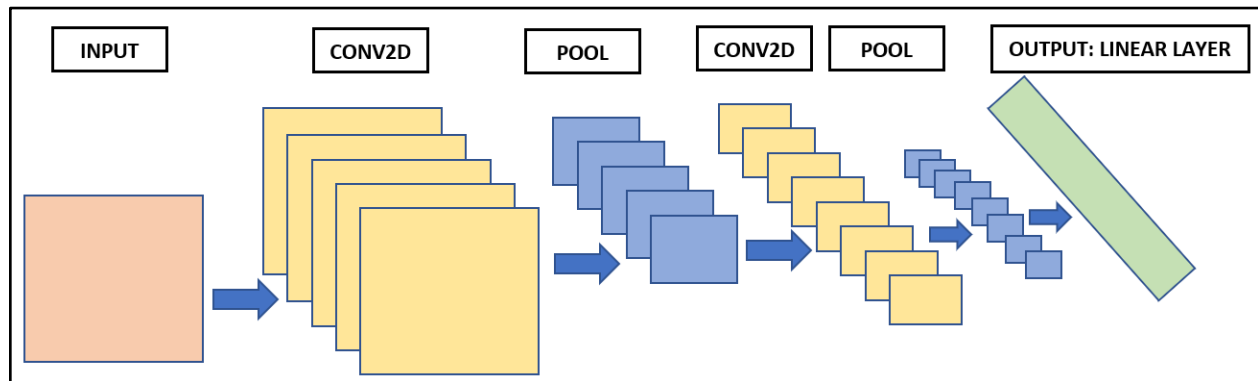 INPUT
CONV2D
POOL
CONV2D
POOL
OUTPUT: LINEAR LAYER